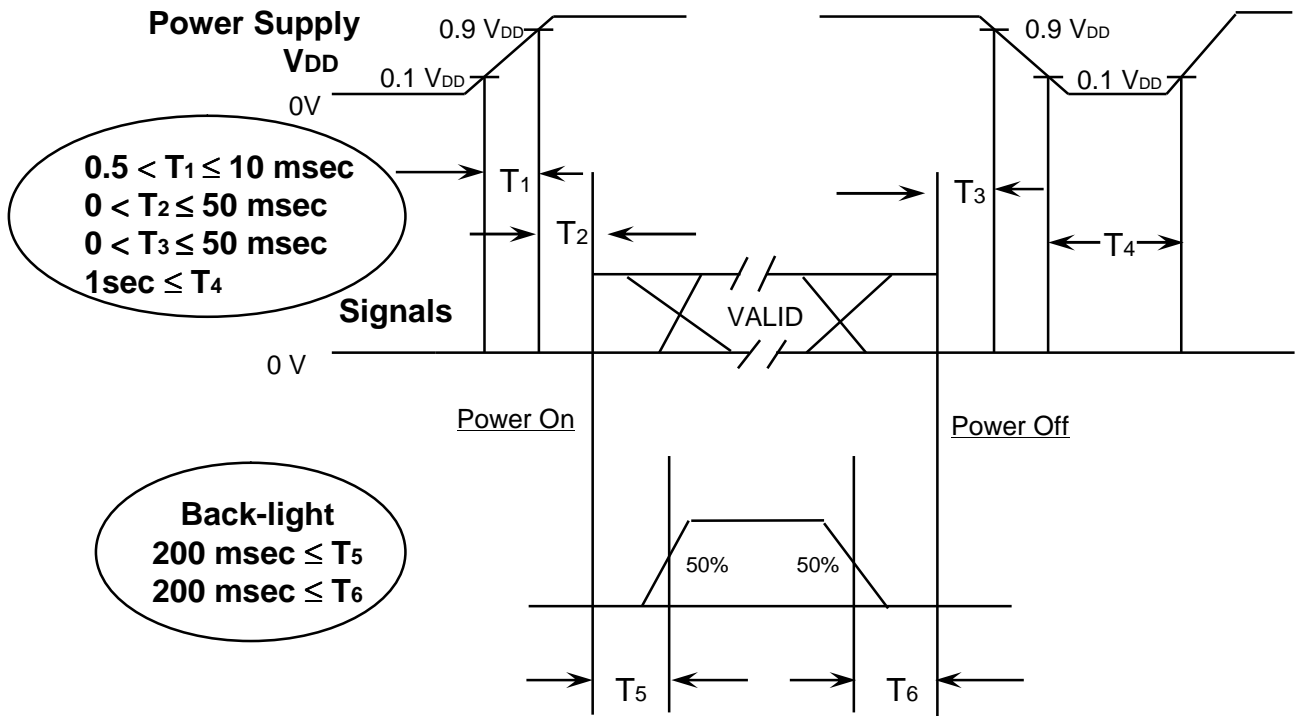 Power Supply
VDD
0.9 VDD
0.1 VDD
0V
0.9 VDD
0.1 VDD
0.5 < T1 ≤ 10 msec
0 < T2 ≤ 50 msec
0 < T3 ≤ 50 msec
1sec ≤ T4
T1
T2
T3
T4
Signals
VALID
0 V
Power On
Power Off
Back-light
200 msec ≤ T5
200 msec ≤ T6
50%
50%
T5
T6